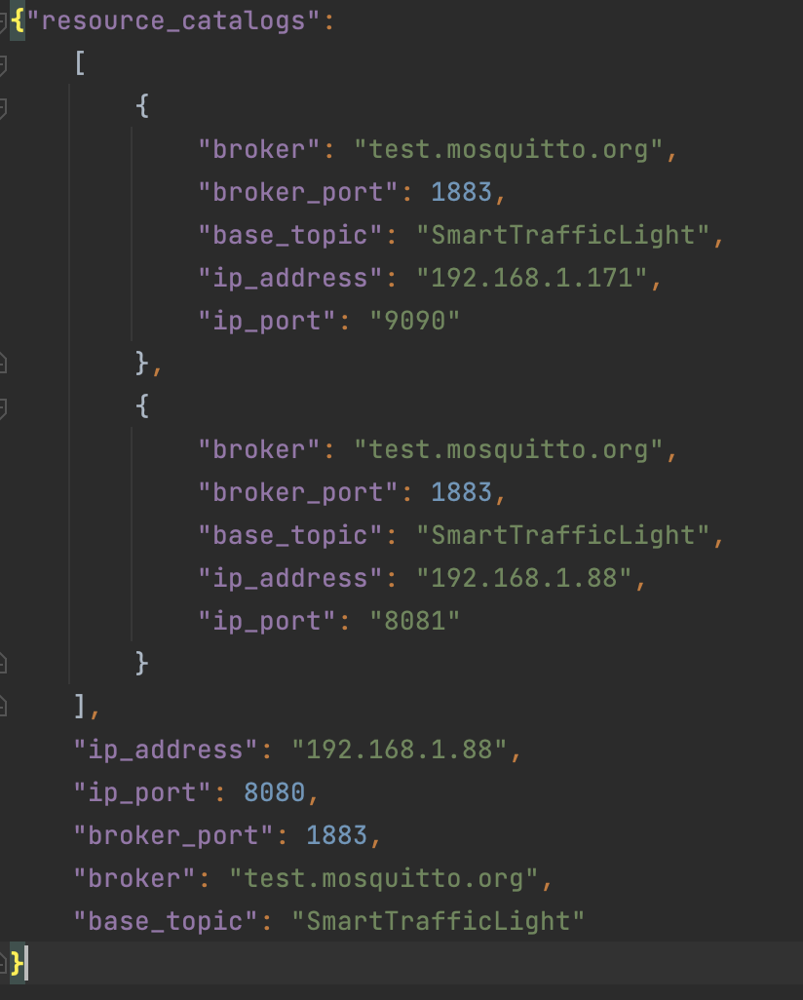 {"resource_catalogs":
[
{
"broker": "test.mosquitto.org",
"broker_port": 1883,
"base_topic": "SmartTrafficLight",
"ip_address": "192.168.1.171",
"ip_port": "9090"
},
{
"broker": "test.mosquitto.org",
"broker_port": 1883,
"base_topic": "SmartTrafficLight",
"ip_address": "192.168.1.88",
"ip_port": "8081"
}
],
"ip_address": "192.168.1.88",
"ip_port": 8080,
"broker_port": 1883,
"broker": "test.mosquitto.org",
"base_topic": "SmartTrafficLight"
}